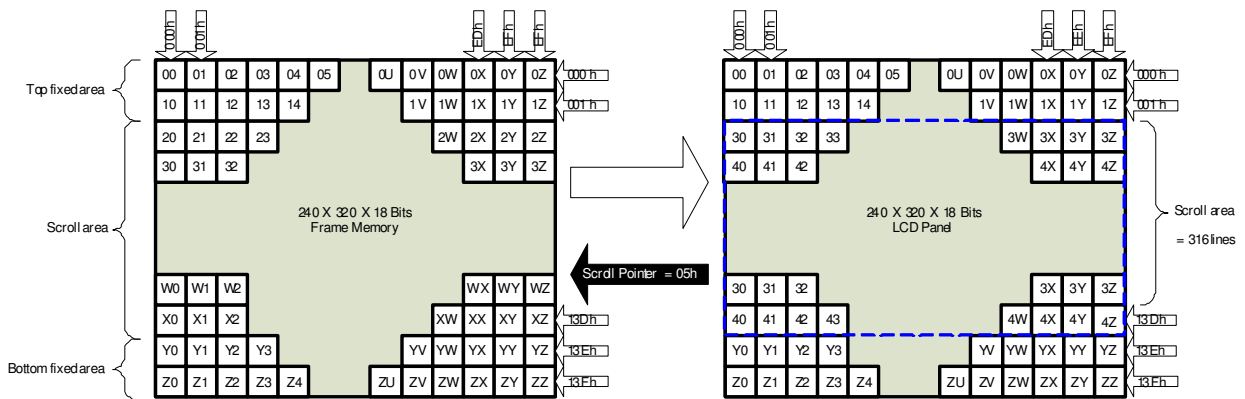 000h 001h EDh EFh EFh 000h 001h EDh EEh EFh
00 01 02 03 04 05 0U 0V 0W 0X 0Y 0Z 000h 00 01 02 03 04 05 0U 0V 0W 0X 0Y 0Z 000h
Top fixed area
10 11 12 13 14 1V 1W 1X 1Y 1Z 001h 10 11 12 13 14 1V 1W 1X 1Y 1Z 001h
20 21 22 23 2W 2X 2Y 2Z 30 31 32 33 3W 3X 3Y 3Z
30 31 32 3X 3Y 3Z 40 41 42 4X 4Y 4Z
240 X 320 X 18 Bits 240 X 320 X 18 Bits Scroll area
Scroll area Frame Memory LCD Panel
= 316 lines
Scroll Pointer = 05h
W0 W1 W2 WX WY WZ 30 31 32 3X 3Y 3Z
X0 X1 X2 XW XX XY XZ 13Dh 40 41 42 43 4W 4X 4Y 4Z 13Dh
Y0 Y1 Y2 Y3 YV YW YX YY YZ 13Eh Y0 Y1 Y2 Y3 YV YW YX YY YZ 13Eh
Bottom fixed area
Z0 Z1 Z2 Z3 Z4 ZU ZV ZW ZX ZY ZZ 13Fh Z0 Z1 Z2 Z3 Z4 ZU ZV ZW ZX ZY ZZ 13Fh